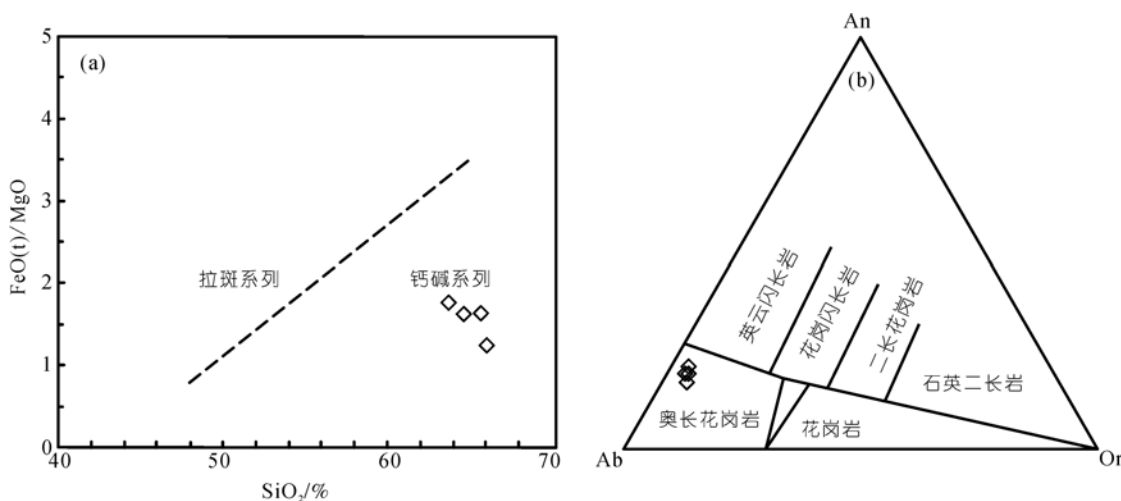 5
4
3
2
1
0
40
50
60
70
(a)
FeO(t)/MgO
SiO₂/%
拉斑系列
钙碱系列
An
(b)
英云闪长岩
花岗闪长岩
二长花岗岩
石英二长岩
奥长花岗岩
花岗岩
Ab
Or